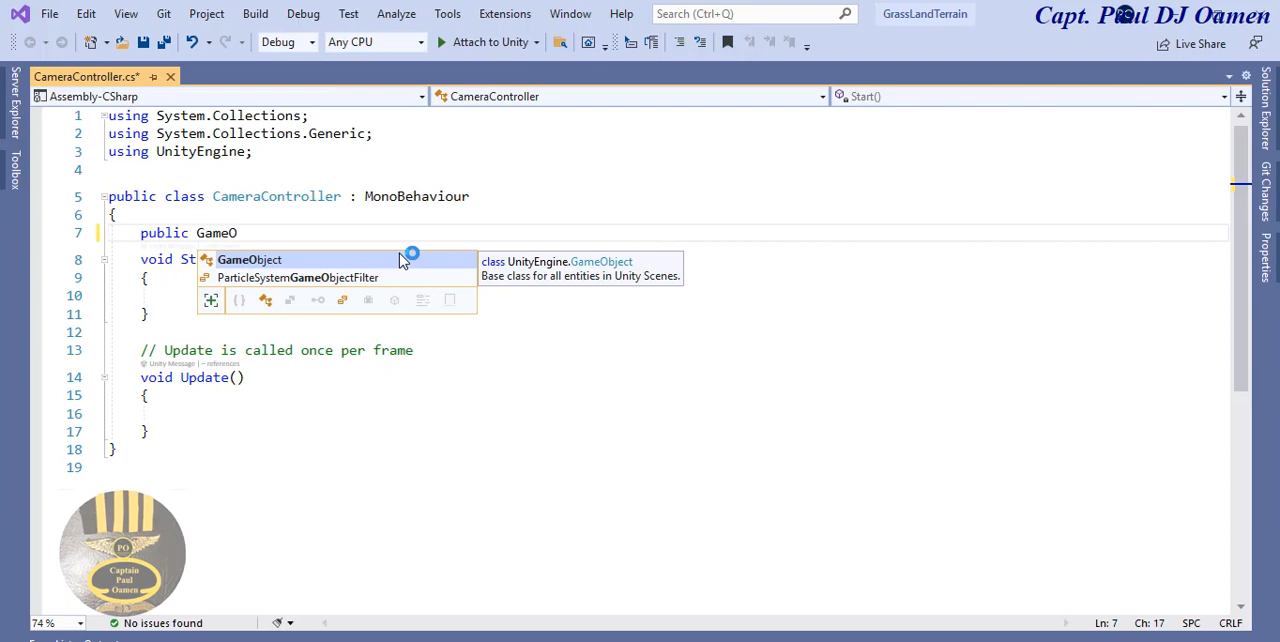 File Edit View Git Project Build Debug Test Analyze Tools Extensions Window Help Search (Ctrl+Q) GrassLandTerrain Capt. Paul DJ Oamen
Debug Any CPU Attach to Unity Live Share
CameraController.cs*
Assembly-CSharp CameraController Start()
1 using System.Collections;
2 using System.Collections.Generic;
3 using UnityEngine;
4
5 public class CameraController : MonoBehaviour
6 {
7 public GameO
8 void St
GameObject
class UnityEngine.GameObject
9 {
ParticleSystemGameObjectFilter
Base class for all entities in Unity Scenes.
10
11 }
12
13 // Update is called once per frame
Unity Message | – references
14 void Update()
15 {
16
17 }
18 }
19
PO
Captain
Paul
Oamen
74 % No issues found Ln: 7 Ch: 17 SPC CRLF
Server Explorer
Toolbox
Solution Explorer
Git Changes
Properties